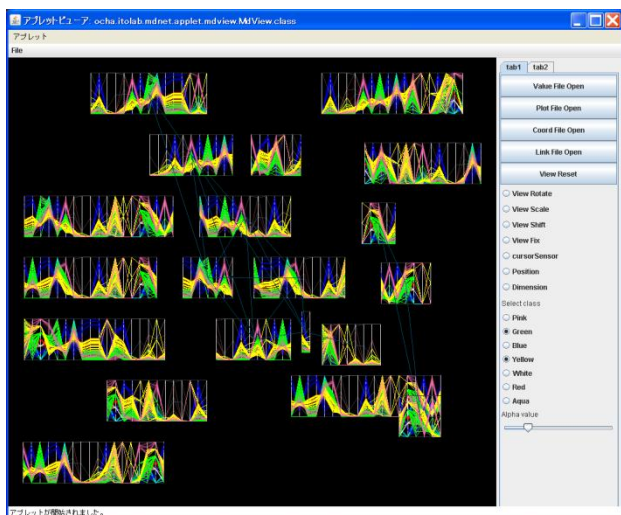 アプレットビューア: ocha.itolab.mdnet.applet.mdview.MdView.class
アプレット
File
tab1 tab2
Value File Open
Plot File Open
Coord File Open
Link File Open
View Reset
View Rotate
View Scale
View Shift
View Fix
cursorSensor
Position
Dimension
Select class
Pink
Green
Blue
Yellow
White
Red
Aqua
Alpha value
アプレットが開始されました。